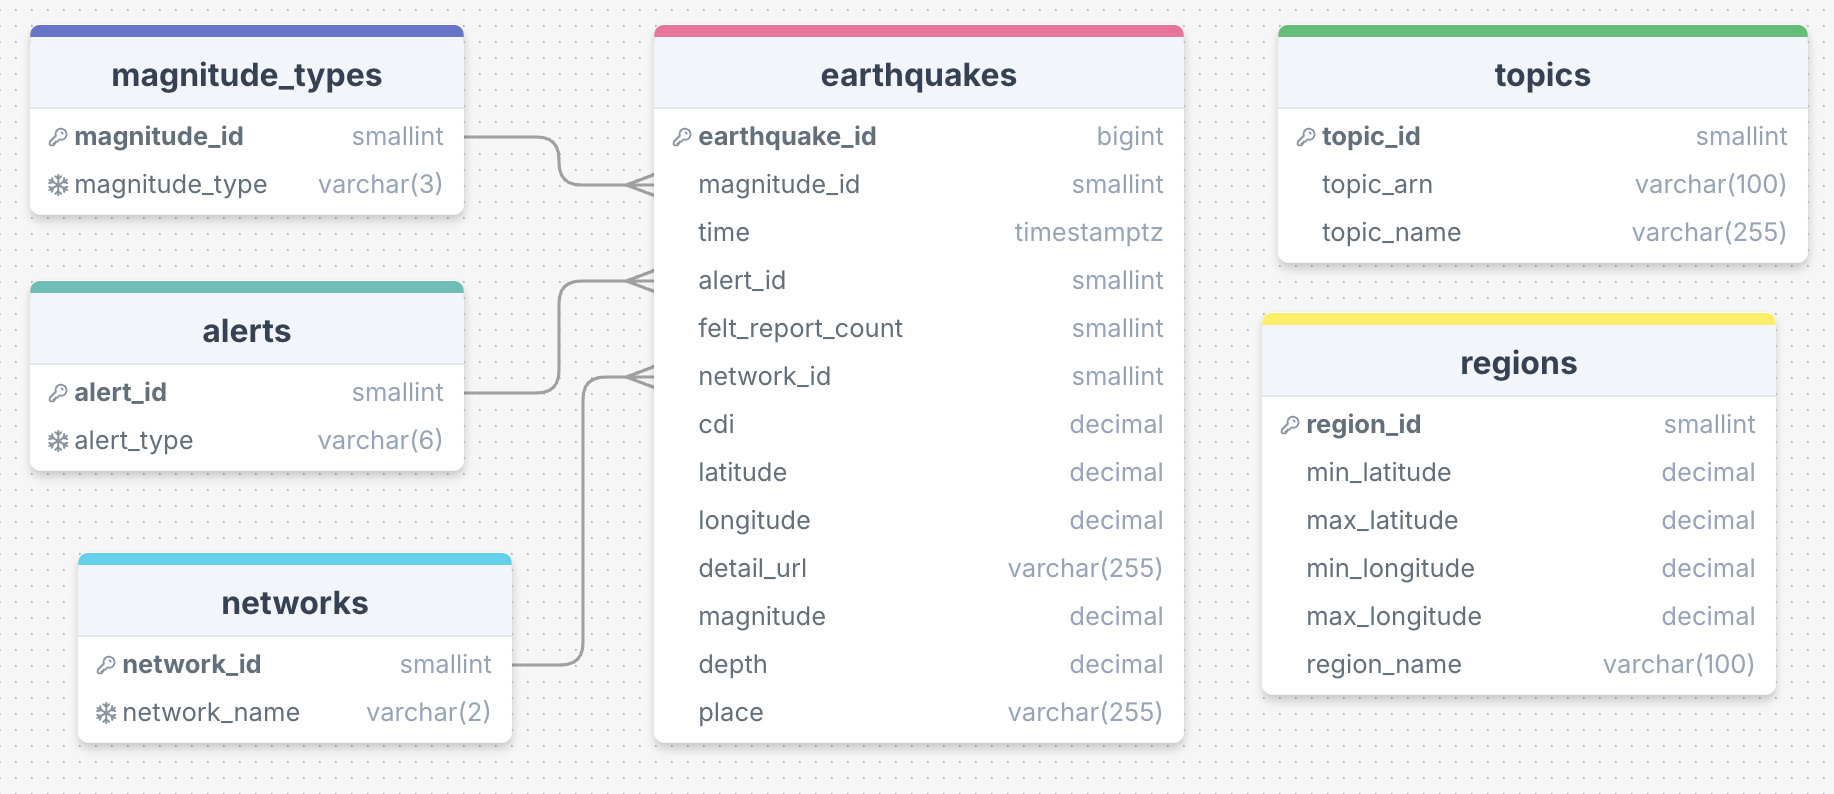 magnitude_types
magnitude_id smallint
magnitude_type varchar(3)
alerts
alert_id smallint
alert_type varchar(6)
networks
network_id smallint
network_name varchar(2)
earthquakes
earthquake_id bigint
magnitude_id smallint
time timestamptz
alert_id smallint
felt_report_count smallint
network_id smallint
cdi decimal
latitude decimal
longitude decimal
detail_url varchar(255)
magnitude decimal
depth decimal
place varchar(255)
topics
topic_id smallint
topic_arn varchar(100)
topic_name varchar(255)
regions
region_id smallint
min_latitude decimal
max_latitude decimal
min_longitude decimal
max_longitude decimal
region_name varchar(100)